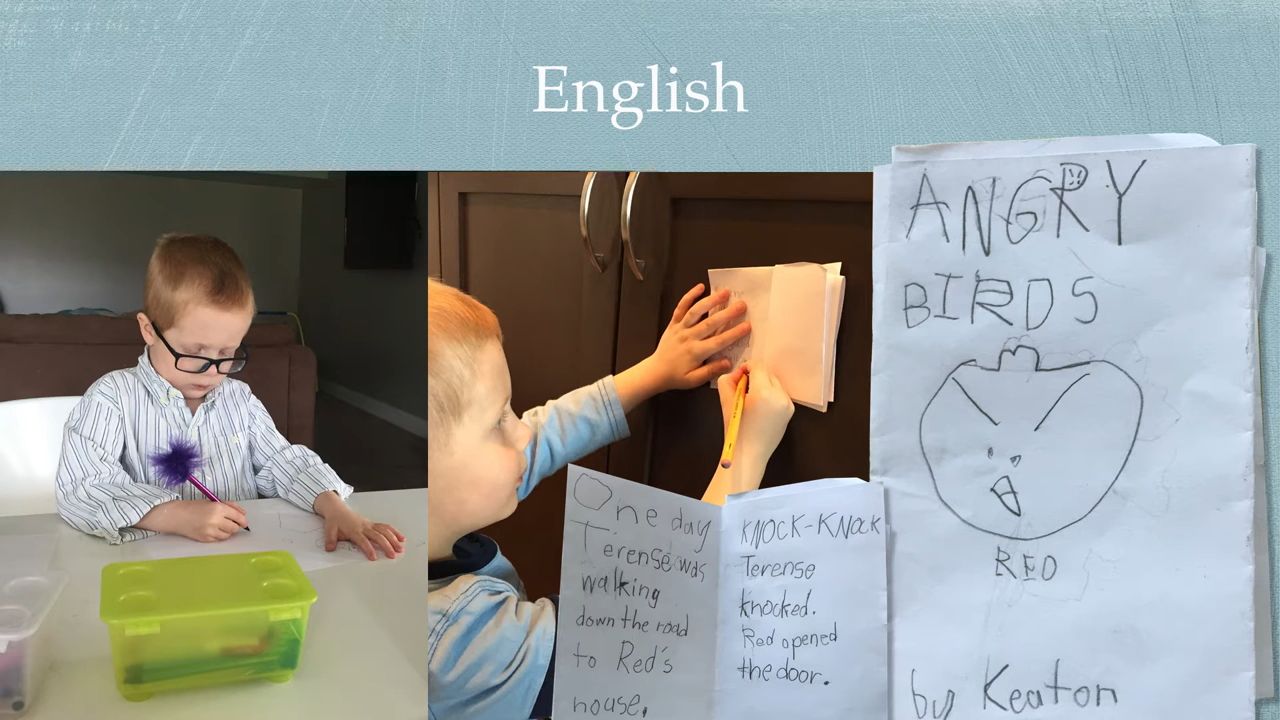 English
One day
Terense was
walking
down the road
to Red's
house.
KNOCK-KNOCK
Terense
knocked.
Red opened
the door.
ANGRY
BIRDS
RED
by Keaton